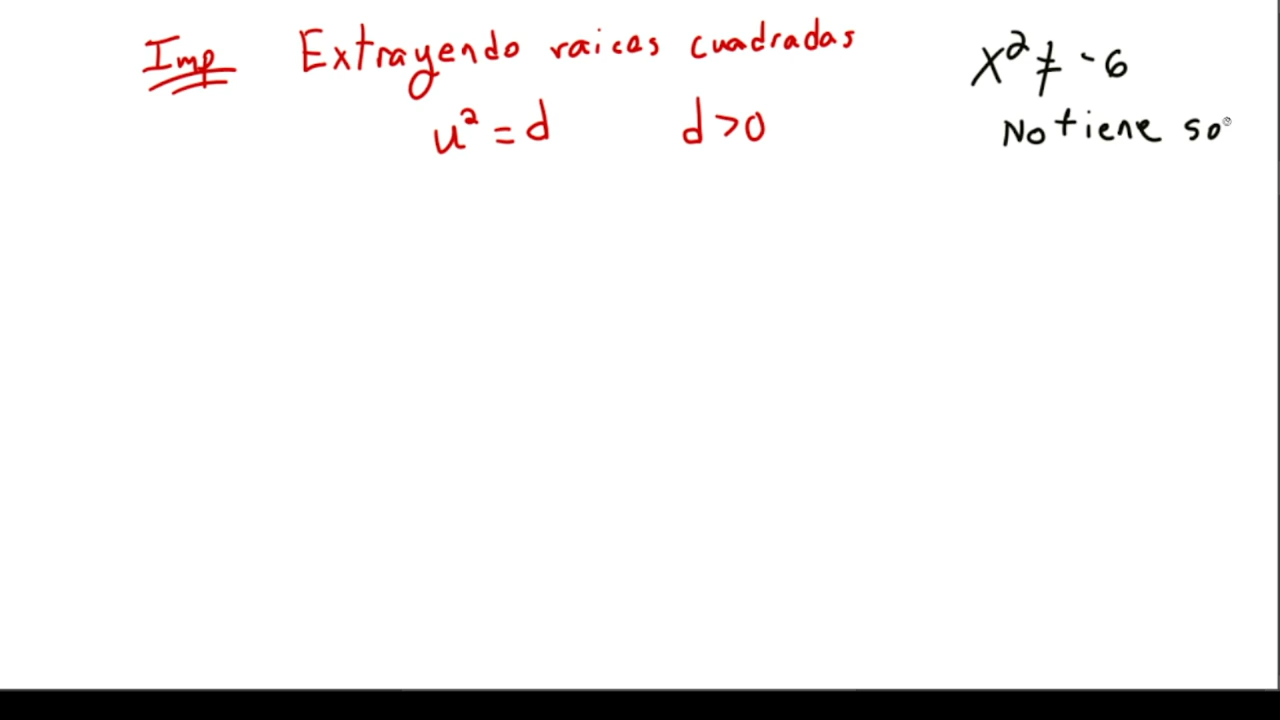 Imp Extrayendo raices cuadradas
u² = d d > 0
x² ≠ -6
No tiene so